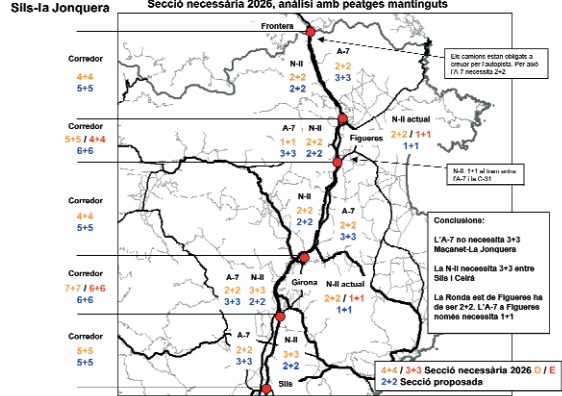 Sils-la Jonquera
Secció necessària 2026, anàlisi amb peatges mantinguts
Frontera
Els camions estan obligats a
creuar per l'autopista. Per això
l'A 7 necessita 2+2
Corredor
4+4
5+5
N-II
2+2
2+2
A-7
2+2
3+3
Corredor
5+5 / 4+4
6+6
A-7
1+1
3+3
N-II
2+2
2+2
Figueres
N-II actual
2+2 / 1+1
1+1
N-II. 1+1 al tram entre
l'A-7 i la C-31
Corredor
4+4
5+5
N-II
2+2
2+2
A-7
2+2
3+3
Conclusions:
L'A-7 no necessita 3+3
Maçanet-La Jonquera
La N-II necessita 3+3 entre
Sils i Celrà
La Ronda est de Figueres ha
de ser 2+2. L'A-7 a Figueres
només necessita 1+1
Corredor
7+7 / 6+6
6+6
A-7
2+2
3+3
N-II
3+3
2+2
Girona
N-II actual
2+2 / 1+1
1+1
Corredor
5+5
5+5
A-7
2+2
3+3
N-II
3+3
2+2
Sils
4+4 / 3+3 Secció necessària 2026 D / E
2+2 Secció proposada